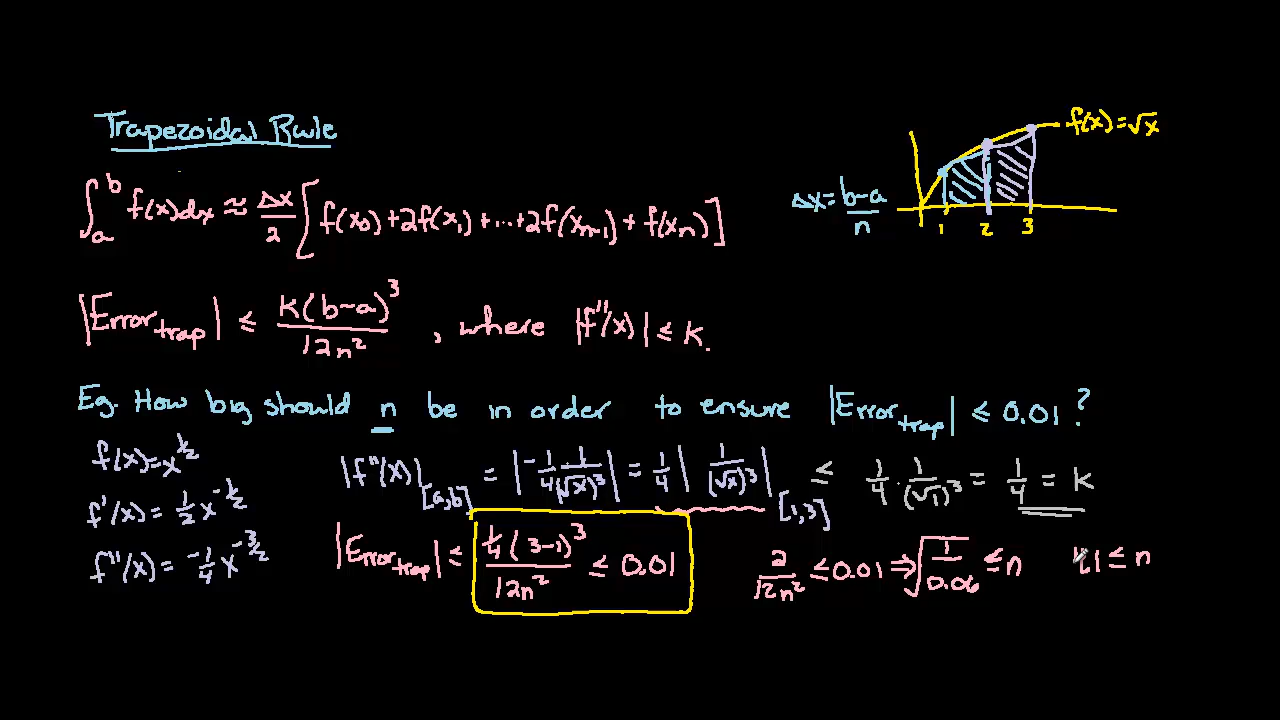 Trapezoidal Rule
f(x) = √x
∫_a^b f(x)dx ≈ Δx/2 [f(x₀) + 2f(x₁) + ... + 2f(xₙ₋₁) + f(xₙ)]
Δx = b-a/n
1 2 3
|Error_trap| ≤ K(b-a)³/12n², where |f''(x)| ≤ K.
Eg. How big should n be in order to ensure |Error_trap| ≤ 0.01?
f(x) = x^½
|f''(x)|_[a,b] = |-1/4 · 1/(√x)³| = 1/4 |1/(√x)³|_[1,3] ≤ 1/4 · 1/(√1)³ = 1/4 = K
f'(x) = 1/2 x^-½
f''(x) = -1/4 x^-3/2
|Error_trap| ≤ ¼(3-1)³/12n² ≤ 0.01
2/12n² ≤ 0.01 ⇒ √(1/0.06) ≤ n
≤ n